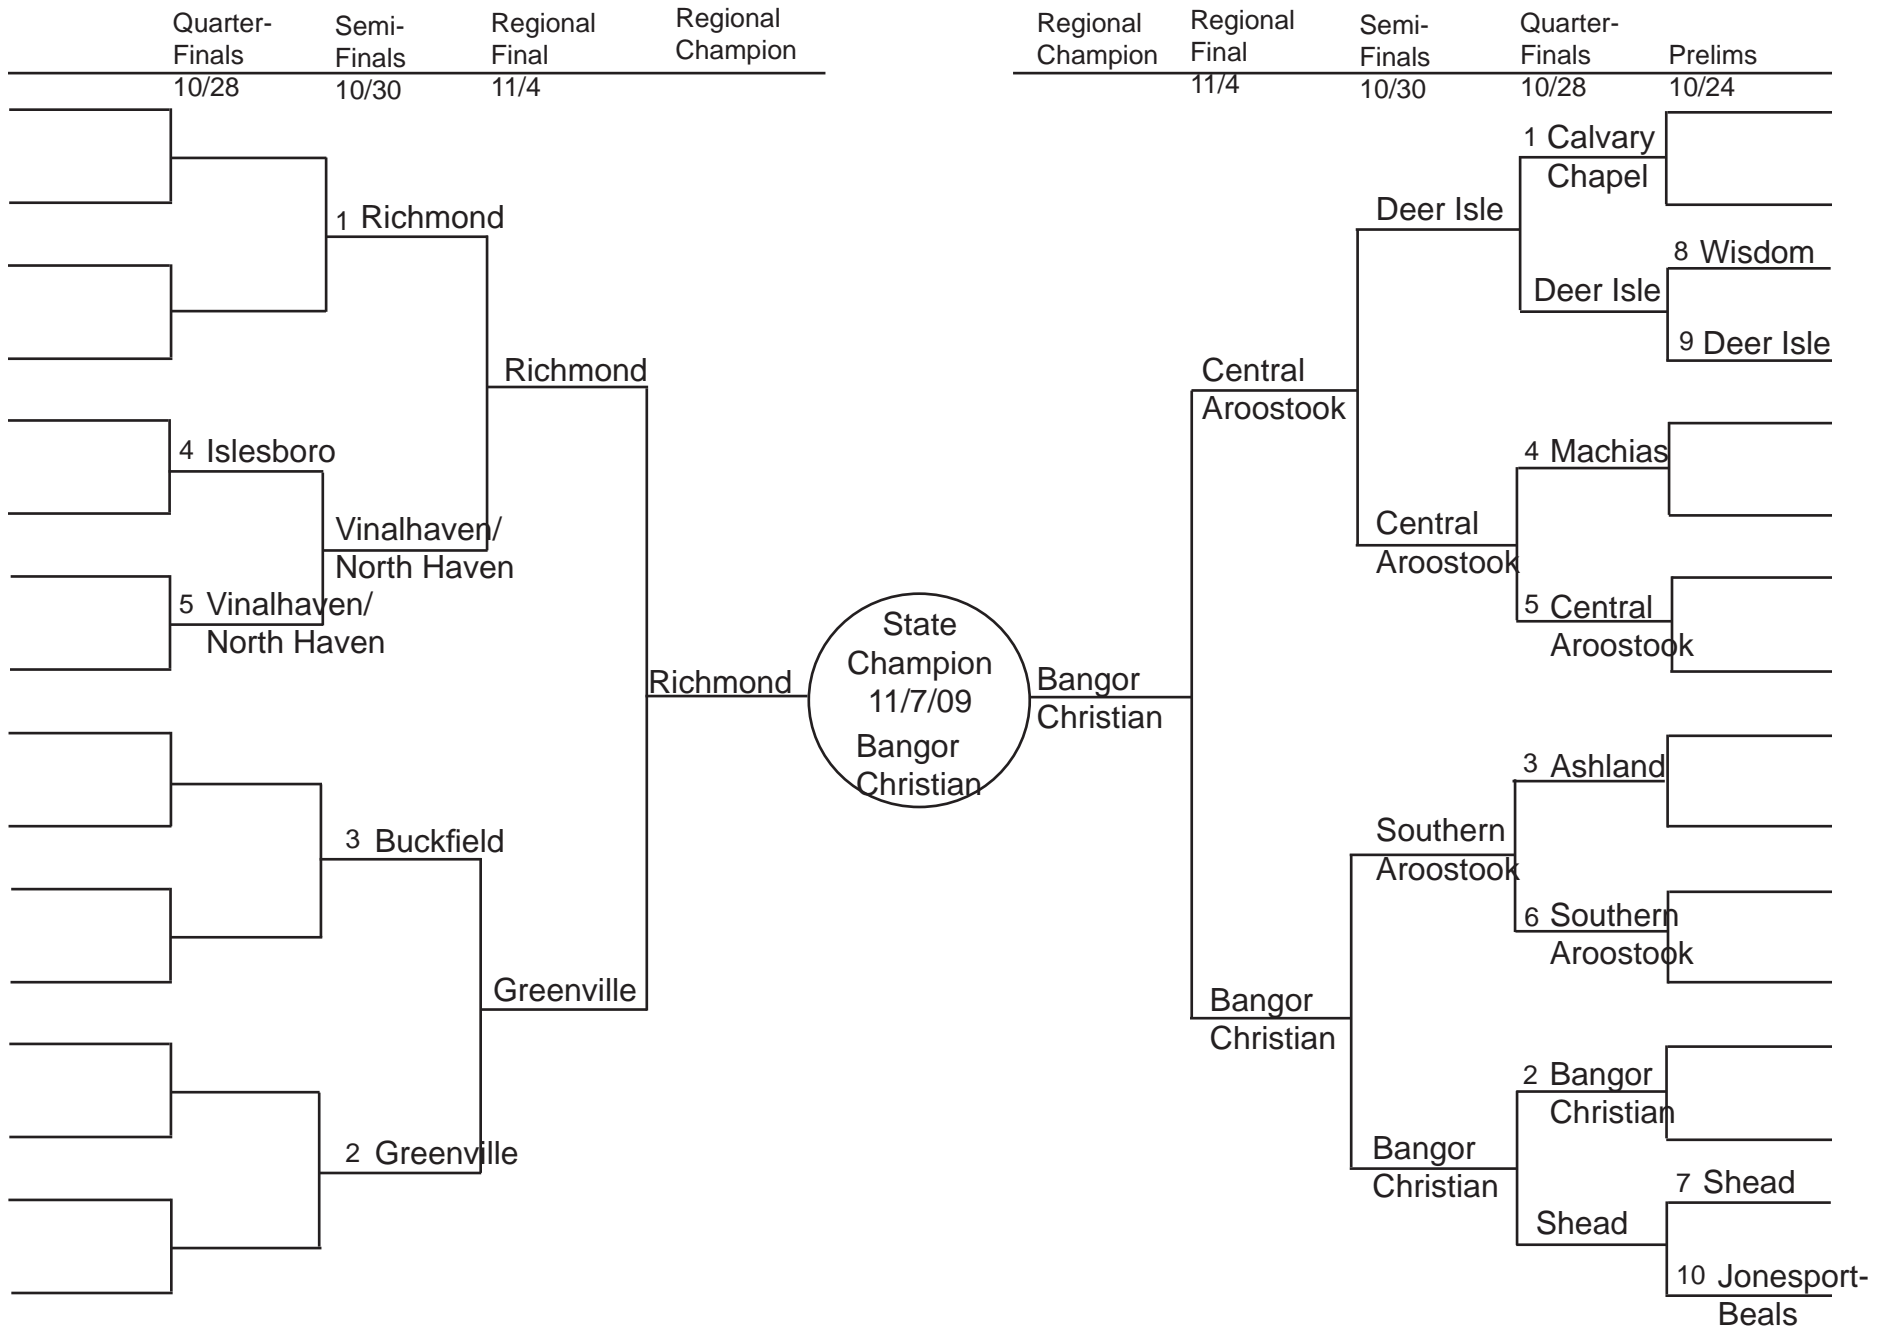 Quarter-
Finals
10/28
Semi-
Finals
10/30
Regional
Final
11/4
Regional
Champion
Regional
Champion
Regional
Final
11/4
Semi-
Finals
10/30
Quarter-
Finals
10/28
Prelims
10/24
1 Richmond
Richmond
4 Islesboro
Vinalhaven/
North Haven
5 Vinalhaven/
North Haven
Richmond
3 Buckfield
Greenville
2 Greenville
State
Champion
11/7/09
Bangor
Christian
Bangor
Christian
Central
Aroostook
Bangor
Christian
Deer Isle
Central
Aroostook
Southern
Aroostook
Bangor
Christian
1 Calvary
Chapel
Deer Isle
4 Machias
5 Central
Aroostook
3 Ashland
6 Southern
Aroostook
2 Bangor
Christian
Shead
8 Wisdom
9 Deer Isle
7 Shead
10 Jonesport-
Beals